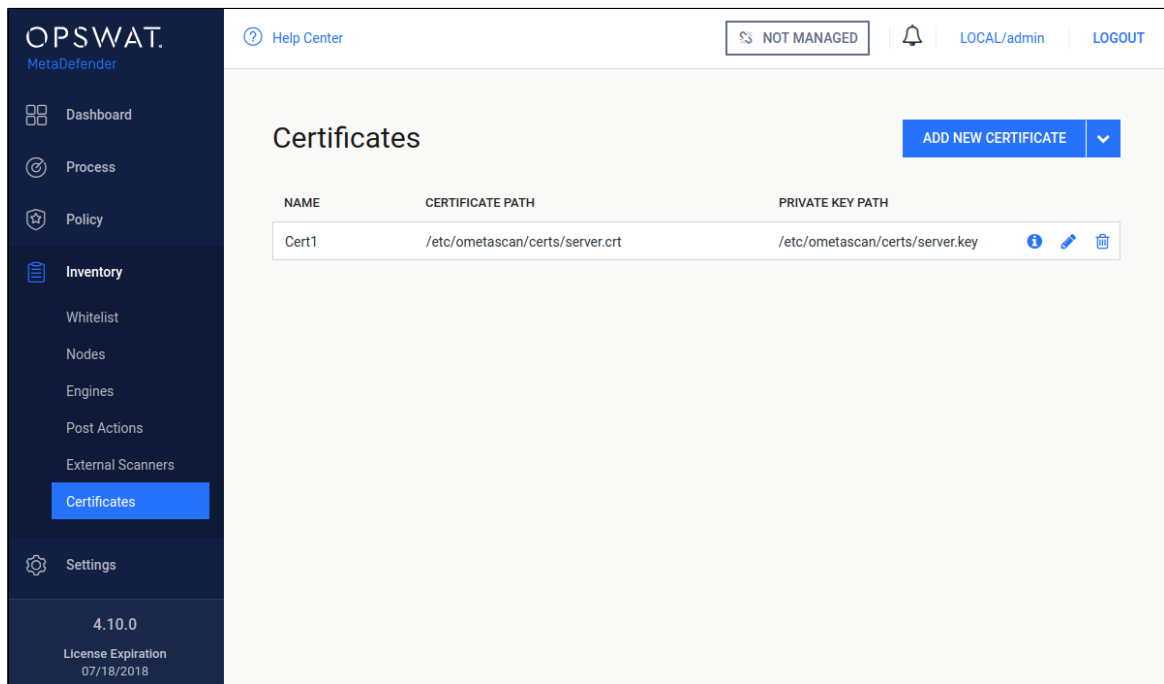 OPSWAT.
MetaDefender
Help Center
NOT MANAGED
LOCAL/admin
LOGOUT
Dashboard
Process
Policy
Inventory
Whitelist
Nodes
Engines
Post Actions
External Scanners
Certificates
Settings
4.10.0
License Expiration
07/18/2018
Certificates
ADD NEW CERTIFICATE
NAME CERTIFICATE PATH PRIVATE KEY PATH
Cert1 /etc/ometascan/certs/server.crt /etc/ometascan/certs/server.key